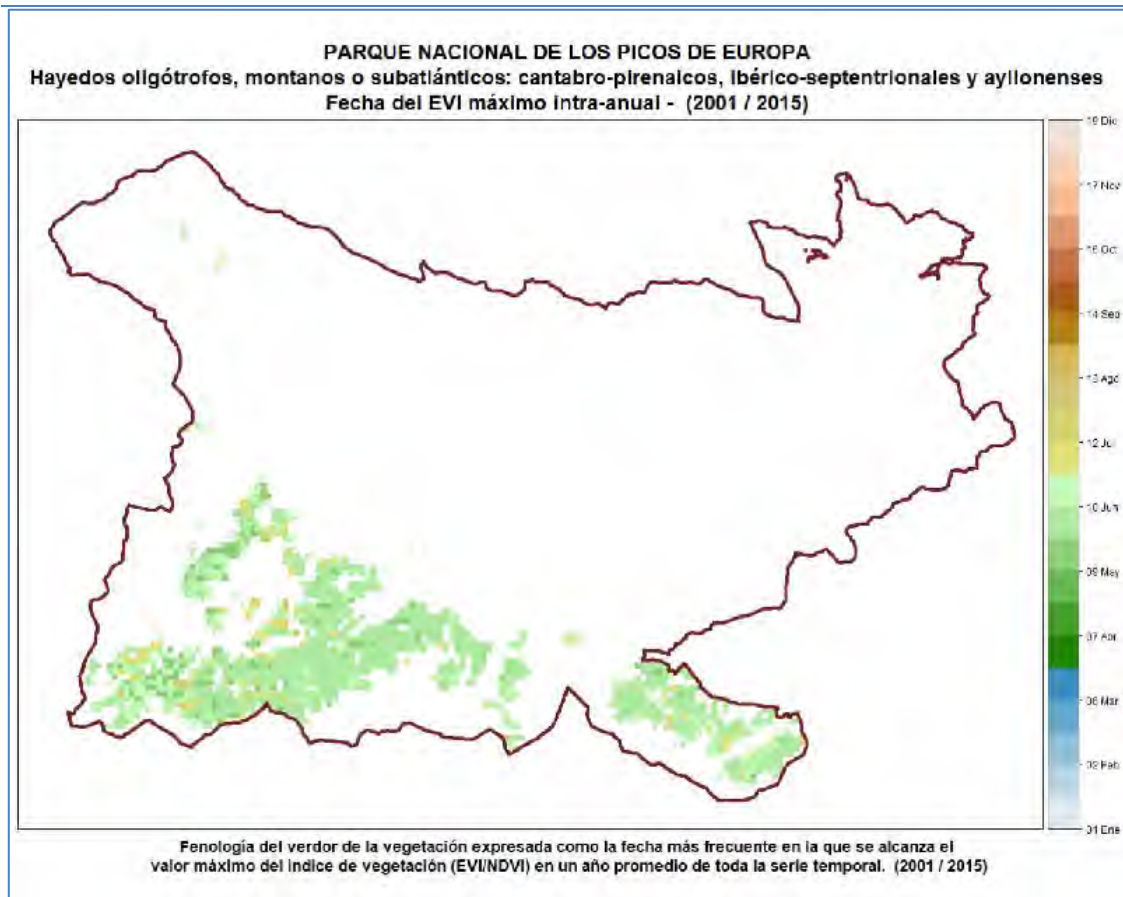 PARQUE NACIONAL DE LOS PICOS DE EUROPA
Hayedos oligótrofos, montanos o subatlánticos: cantabro-pirenaicos, ibérico-septentrionales y ayllonenses
Fecha del EVI máximo intra-anual - (2001 / 2015)
19 Dic
17 Nov
16 Oct
14 Sep
13 Ago
12 Jul
10 Jun
09 May
07 Abr
06 Mar
02 Feb
01 Ene
Fenología del verdor de la vegetación expresada como la fecha más frecuente en la que se alcanza el
valor máximo del índice de vegetación (EVI/NDVI) en un año promedio de toda la serie temporal. (2001 / 2015)